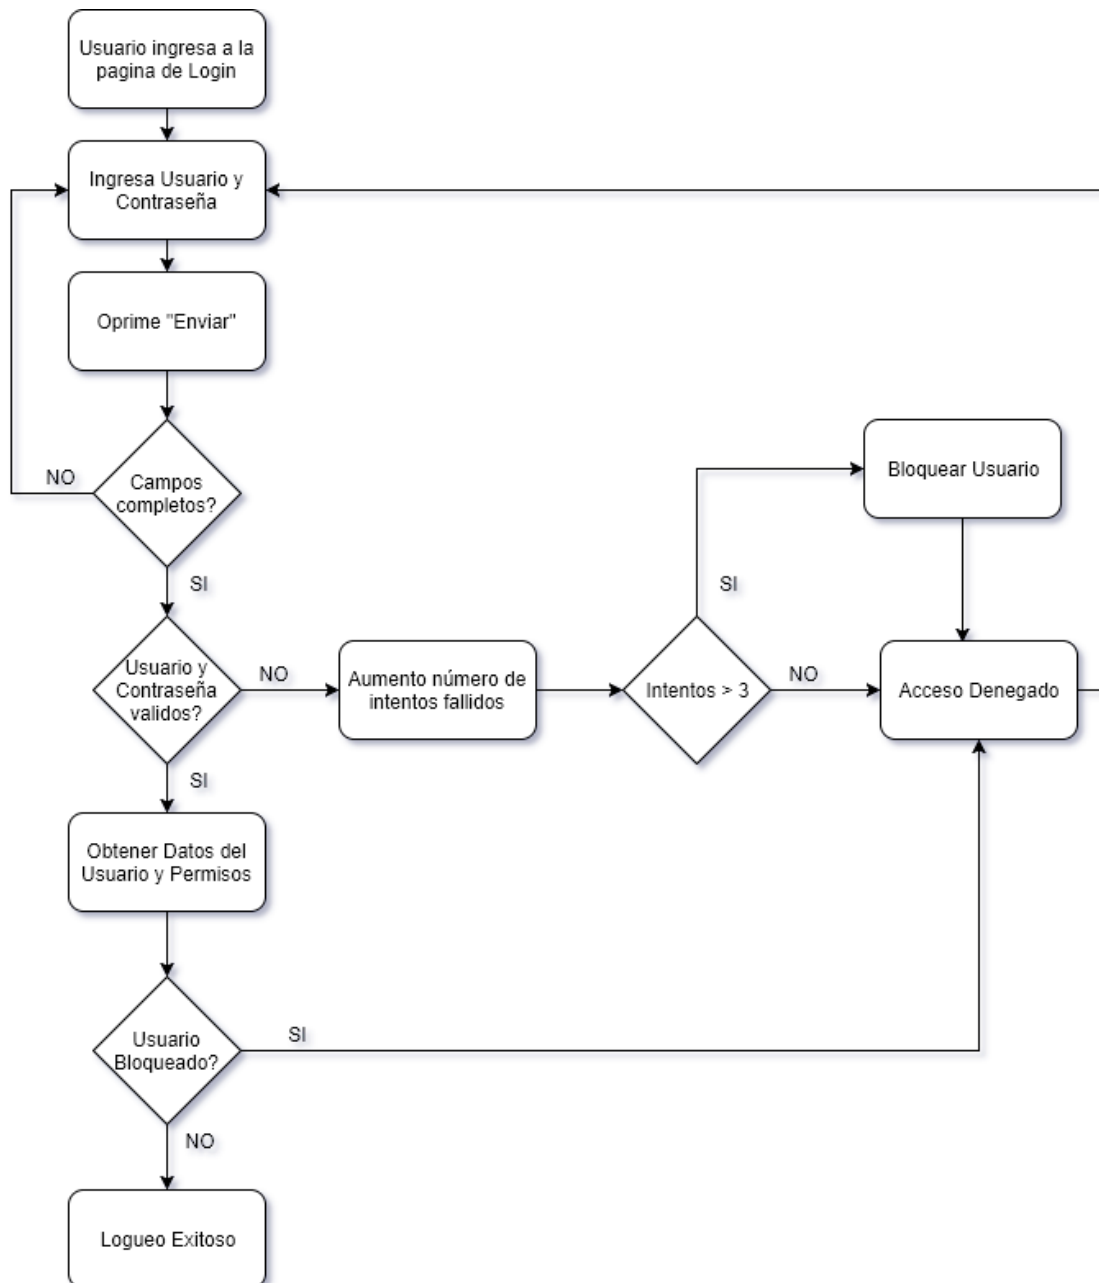 Usuario ingresa a la
pagina de Login
Ingresa Usuario y
Contraseña
Oprime "Enviar"
NO
Campos
completos?
SI
Bloquear Usuario
SI
Usuario y
Contraseña
validos?
NO
Aumento número de
intentos fallidos
Intentos > 3
NO
Acceso Denegado
SI
Obtener Datos del
Usuario y Permisos
Usuario
Bloqueado?
SI
NO
Logueo Exitoso